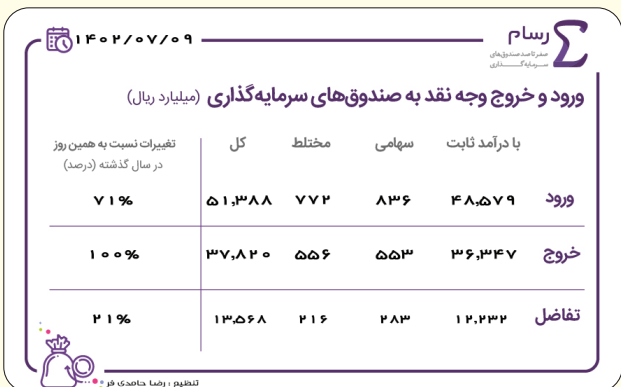 ۱۴۰۲/۰۷/۰۹
رسام
صفر تا صد صندوق‌های
سرمایه‌گذاری
ورود و خروج وجه نقد به صندوق‌های سرمایه‌گذاری (میلیارد ریال)
با درآمد ثابت سهامی مختلط کل تغییرات نسبت به همین روز
در سال گذشته (درصد)
ورود ۴۸,۵۷۹ ۸۳۶ ۷۷۲ ۵۱,۳۸۸ ۷۱%
خروج ۳۶,۳۴۷ ۵۵۳ ۵۵۶ ۳۷,۸۲۰ ۱۰۰%
تفاضل ۱۲,۲۳۲ ۲۸۳ ۲۱۶ ۱۳,۵۶۸ ۲۱%
تنظیم : رضا حامدی فر